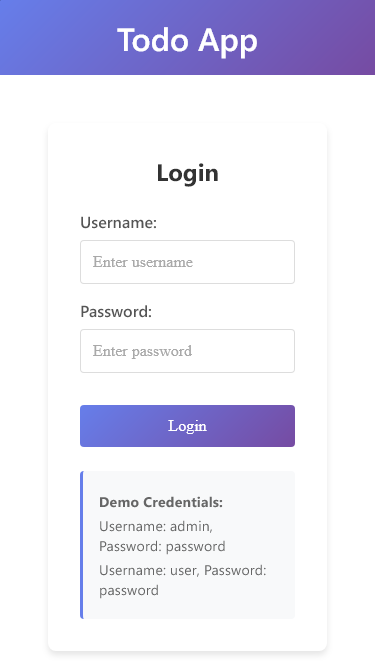 Todo App
Login
Username:
Enter username
Password:
Enter password
Login
Demo Credentials:
Username: admin,
Password: password
Username: user, Password:
password